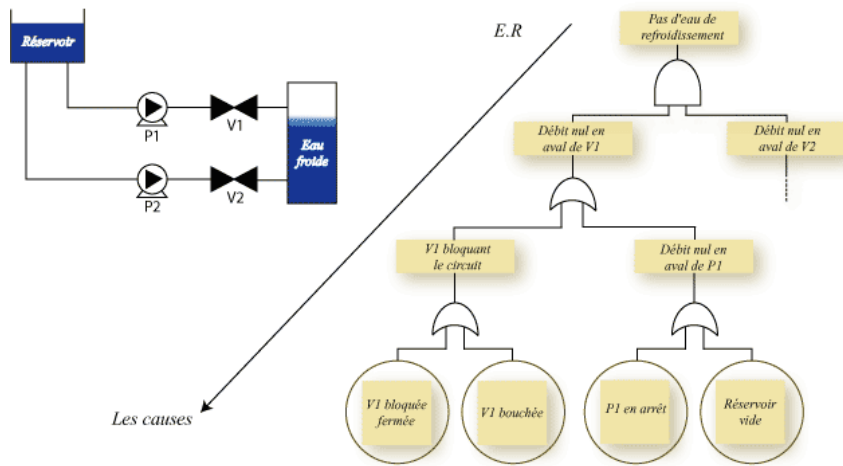 Réservoir
P1
V1
Eau
froide
P2
V2
E.R
Les causes
Pas d'eau de
refroidissement
Débit nul en
aval de V1
Débit nul en
aval de V2
V1 bloquant
le circuit
Débit nul en
aval de P1
V1 bloquée
fermée
V1 bouchée
P1 en arrêt
Réservoir
vide